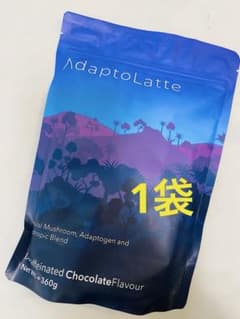 AdaptoLatte
1袋
Mushroom, Adaptogen and
Blend
Chocolate Flavour
360g